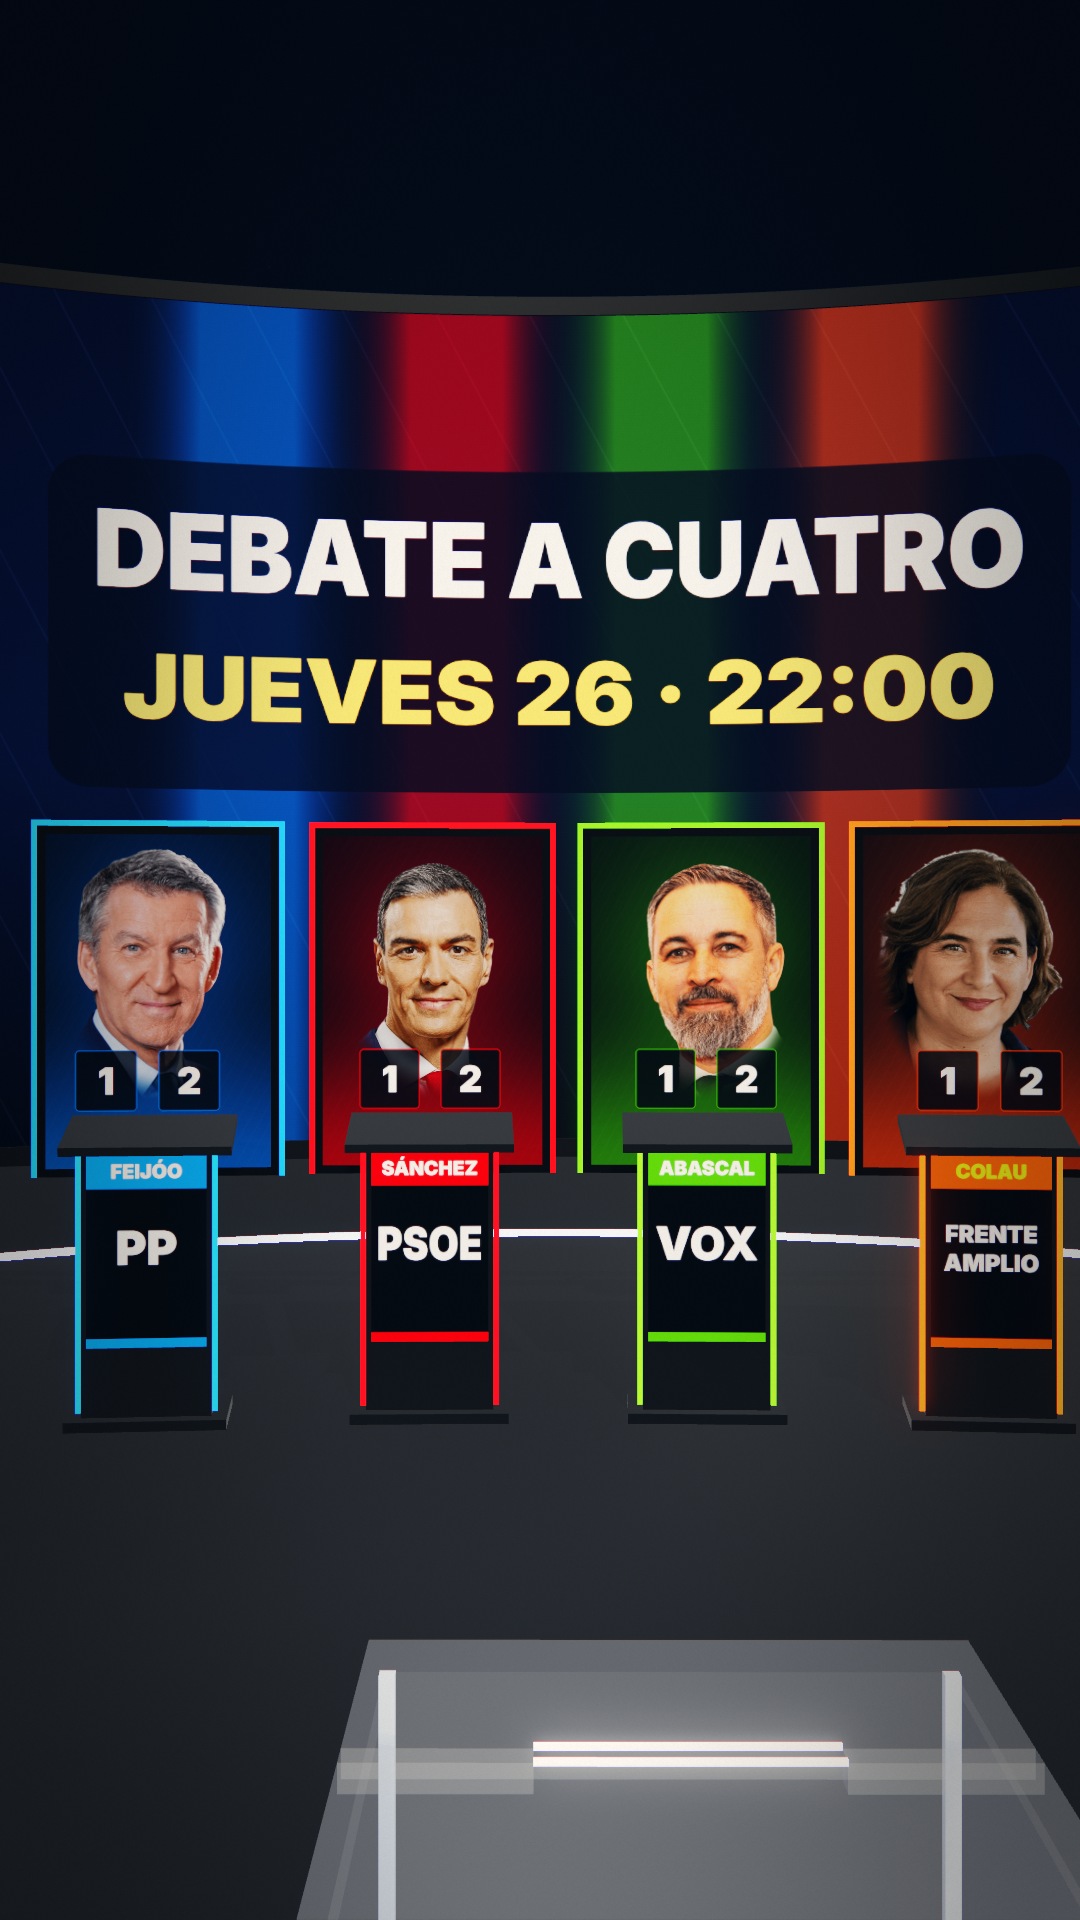 DEBATE A CUATRO
JUEVES 26 · 22:00
1 2
1 2
1 2
1 2
FEIJÓO
PP
SÁNCHEZ
PSOE
ABASCAL
VOX
COLAU
FRENTE
AMPLIO